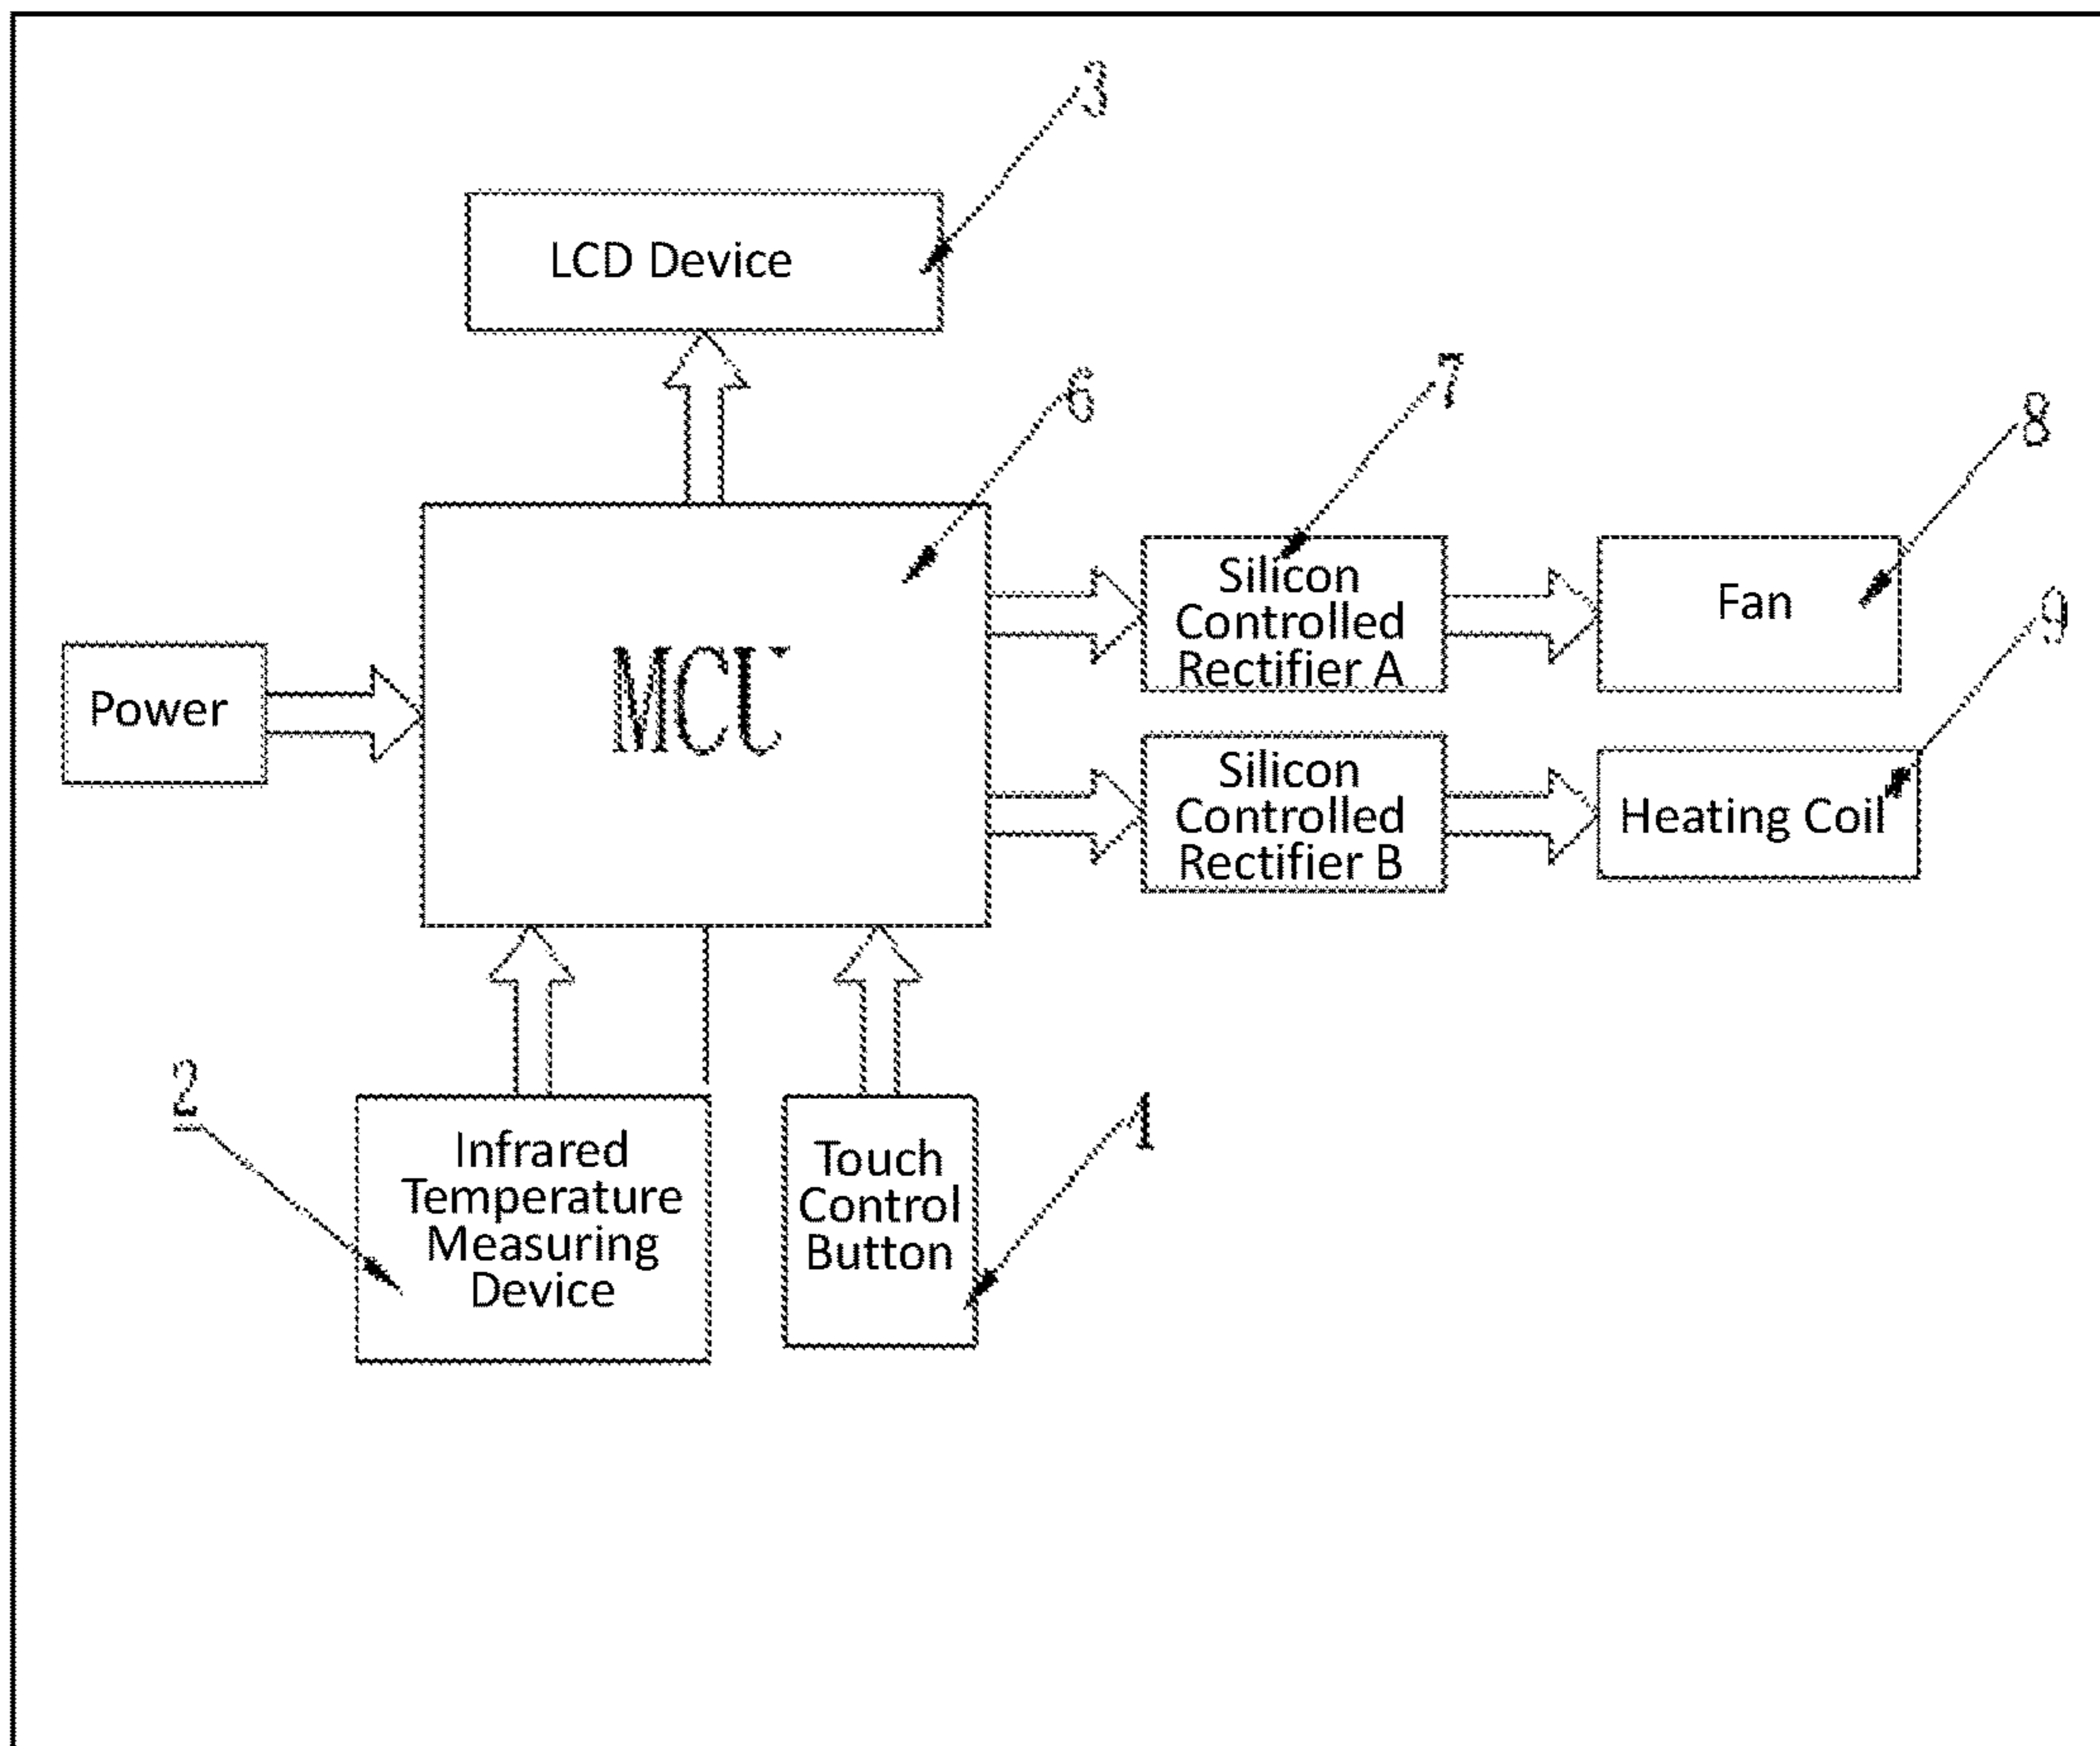 3
LCD Device
6
7
8
Silicon
Controlled
Rectifier A
Fan
9
Power
MCU
Silicon
Controlled
Rectifier B
Heating Coil
2
Infrared
Temperature
Measuring
Device
Touch
Control
Button